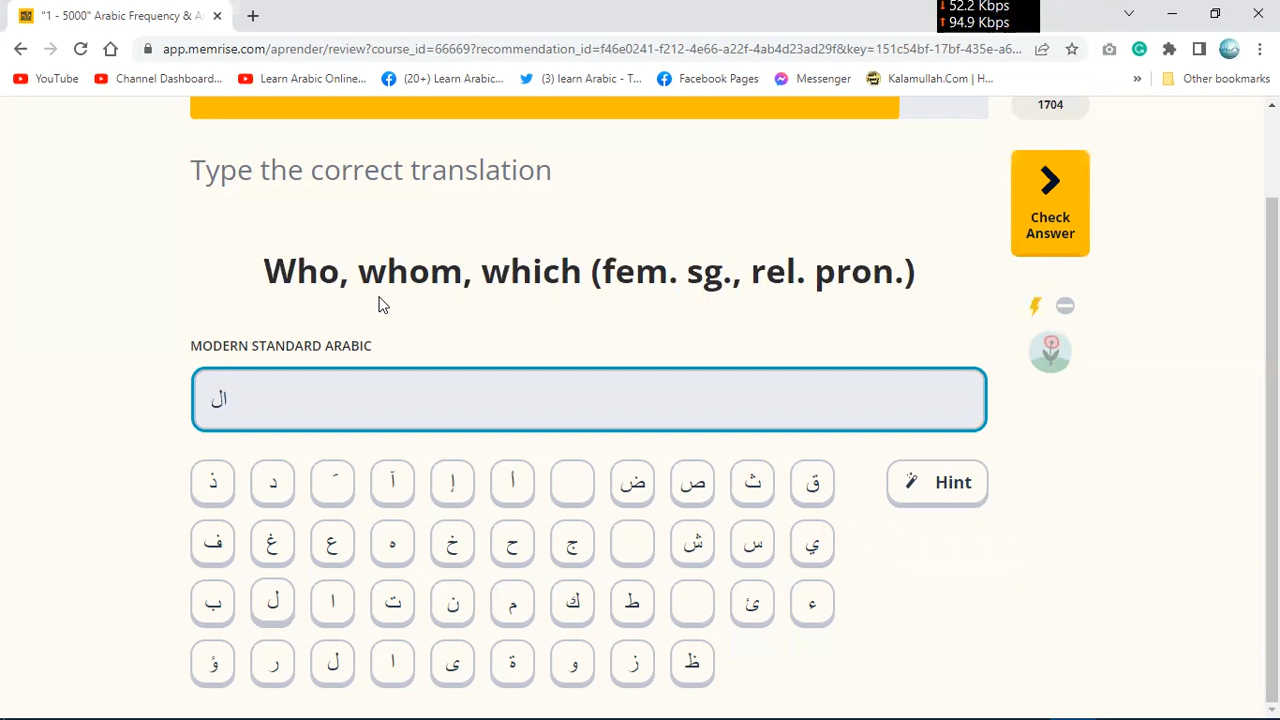 "1 - 5000" Arabic Frequency & A
52.2 Kbps
94.9 Kbps
app.memrise.com/aprender/review?course_id=66669?recommendation_id=f46e0241-f212-4e66-a22f-4ab4d23ad29f&key=151c54bf-17bf-435e-a6...
YouTube Channel Dashboard... Learn Arabic Online... (20+) Learn Arabic... (3) learn Arabic - T... Facebook Pages Messenger Kalamullah.Com | H... » Other bookmarks
1704
Type the correct translation
Check
Answer
Who, whom, which (fem. sg., rel. pron.)
MODERN STANDARD ARABIC
ال
ذ د َ آ إ أ ض ص ث ق Hint
ف غ ع ه خ ح ج ش س ي
ب ل ا ت ن م ك ط ئ ء
ؤ ر ل ا ى ة و ز ظ